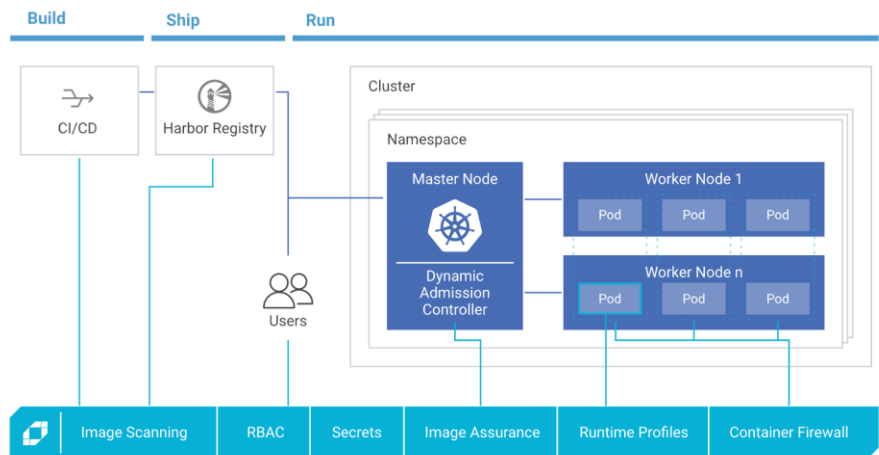 Build
Ship
Run
CI/CD
Harbor Registry
Cluster
Namespace
Master Node
Dynamic
Admission
Controller
Worker Node 1
Pod
Pod
Pod
Worker Node n
Pod
Pod
Pod
Users
Image Scanning
RBAC
Secrets
Image Assurance
Runtime Profiles
Container Firewall